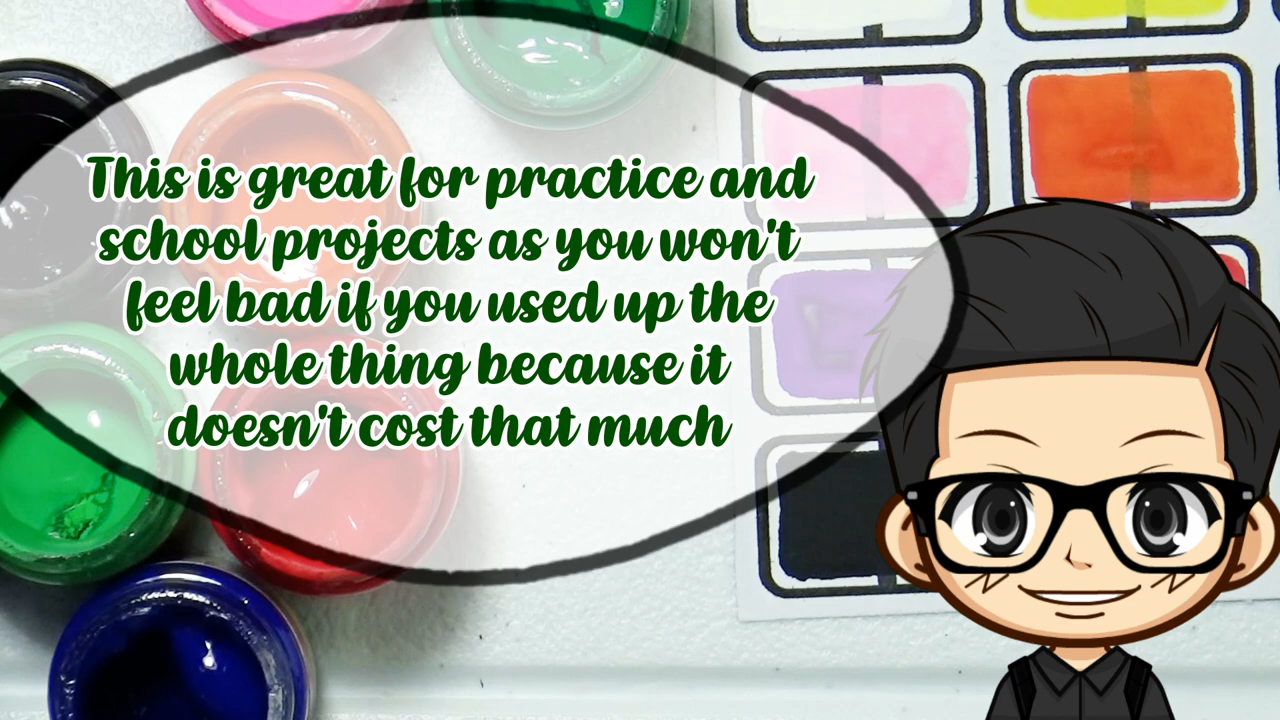 This is great for practice and
school projects as you won't
feel bad if you used up the
whole thing because it
doesn't cost that much